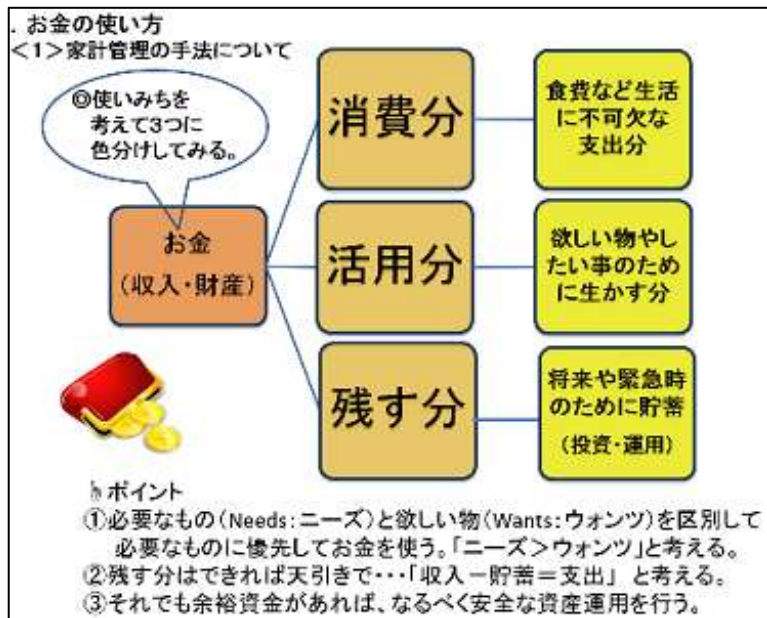 . お金の使い方
＜1＞家計管理の手法について
◎使いみちを
考えて3つに
色分けしてみる。
お金
(収入・財産)
消費分
食費など生活
に不可欠な
支出分
活用分
欲しい物やし
たい事のため
に生かす分
残す分
将来や緊急時
のために貯蓄
(投資・運用)
ポイント
①必要なもの(Needs:ニーズ)と欲しい物(Wants:ウォンツ)を区別して
必要なものに優先してお金を使う。「ニーズ＞ウォンツ」と考える。
②残す分はできれば天引きで・・・「収入－貯蓄＝支出」 と考える。
③それでも余裕資金があれば、なるべく安全な資産運用を行う。